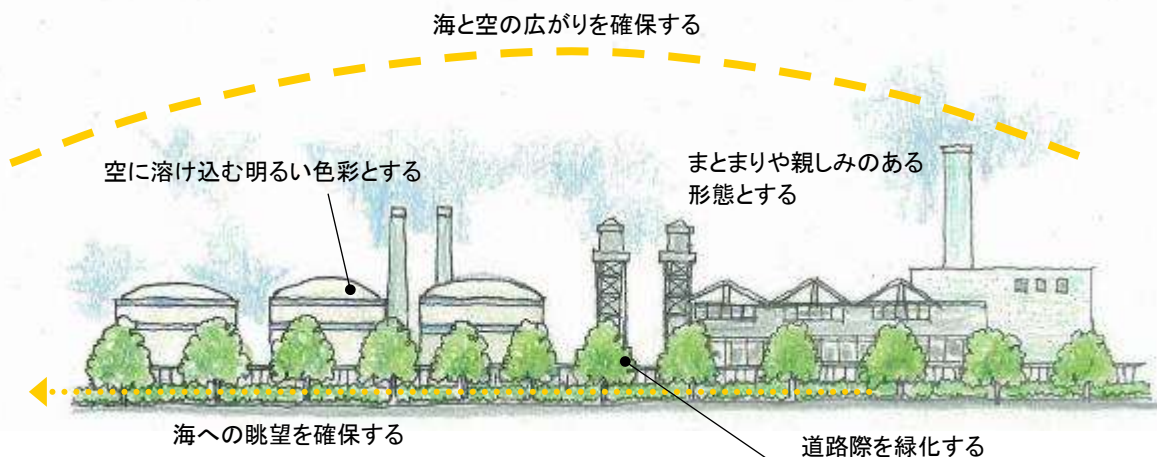 海と空の広がりを確保する
空に溶け込む明るい色彩とする
まとまりや親しみのある
形態とする
海への眺望を確保する
道路際を緑化する